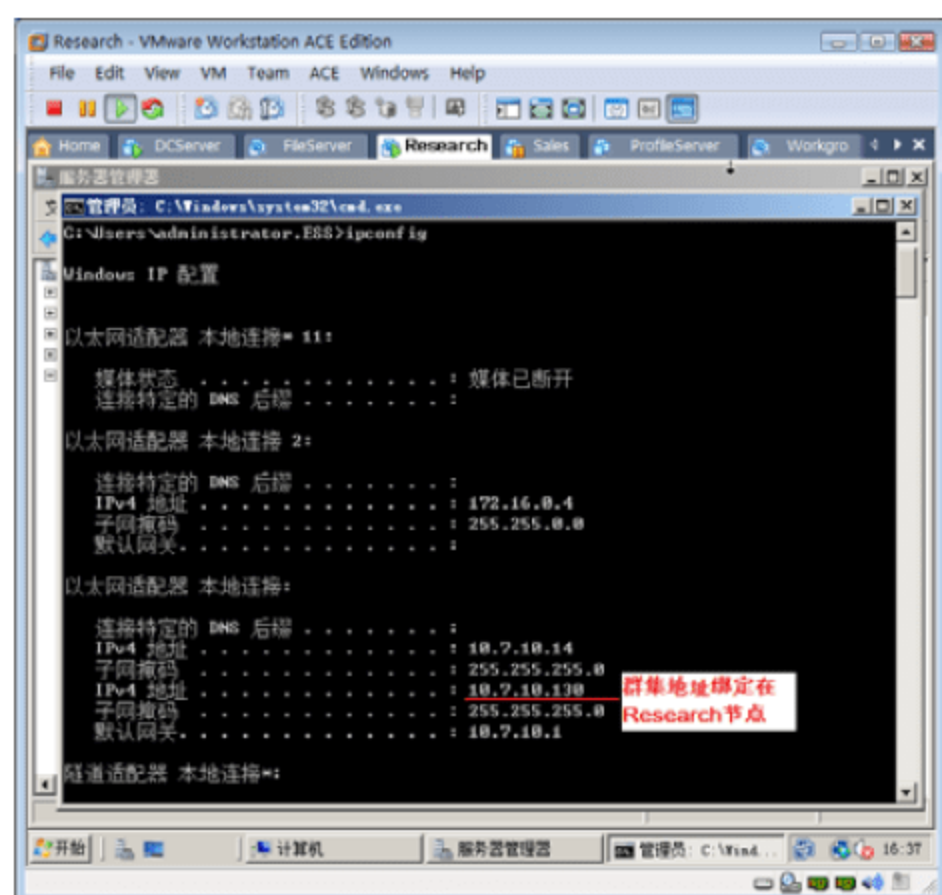 Research - VMware Workstation ACE Edition
File Edit View VM Team ACE Windows Help
Home DCServer FileServer Research Sales ProfileServer Workgro
服务器管理器
管理员: C:\Windows\system32\cmd.exe
C:\Users\administrator.ESS>ipconfig
Windows IP 配置
以太网适配器 本地连接* 11:
媒体状态 . . . . . . . . . . . . : 媒体已断开
连接特定的 DNS 后缀 . . . . . . . :
以太网适配器 本地连接 2:
连接特定的 DNS 后缀 . . . . . . . :
IPv4 地址 . . . . . . . . . . . . : 172.16.0.4
子网掩码 . . . . . . . . . . . . : 255.255.0.0
默认网关. . . . . . . . . . . . . :
以太网适配器 本地连接:
连接特定的 DNS 后缀 . . . . . . . :
IPv4 地址 . . . . . . . . . . . . : 10.7.10.14
子网掩码 . . . . . . . . . . . . : 255.255.255.0
IPv4 地址 . . . . . . . . . . . . : 10.7.10.130
子网掩码 . . . . . . . . . . . . : 255.255.255.0
默认网关. . . . . . . . . . . . . : 10.7.10.1
群集地址绑定在
Research节点
隧道适配器 本地连接*:
开始 计算机 服务器管理器 管理员: C:\Wind... 16:37